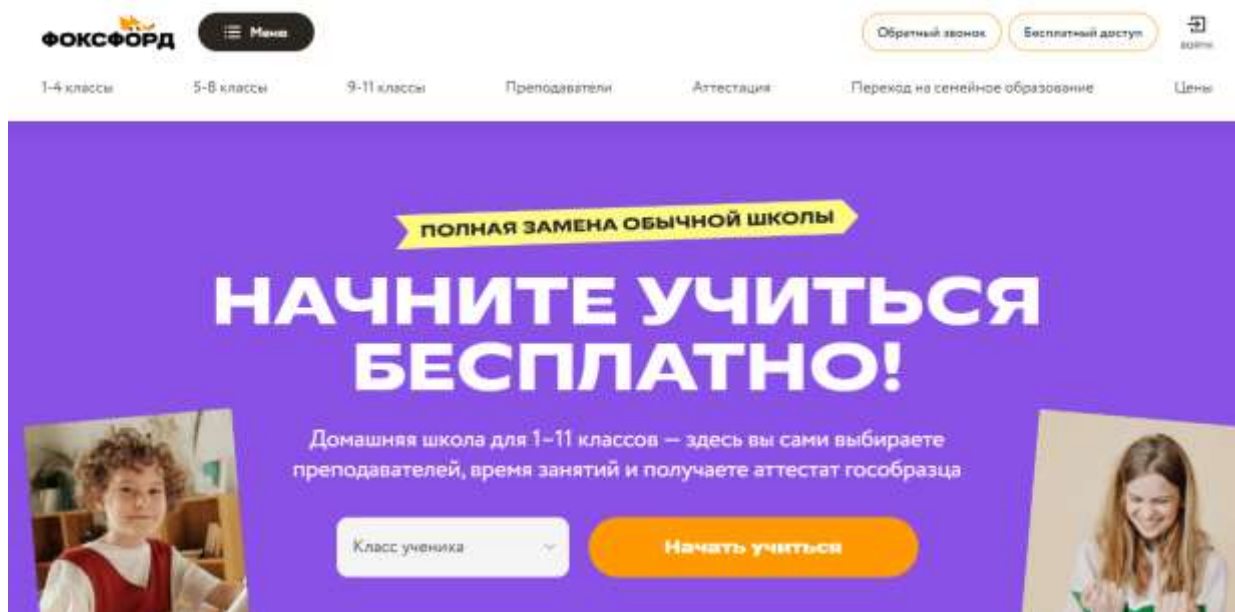 ФОКСФОРД
Меню
Обратный звонок
Бесплатный доступ
войти
1-4 классы
5-8 классы
9-11 классы
Преподаватели
Аттестация
Переход на семейное образование
Цены
ПОЛНАЯ ЗАМЕНА ОБЫЧНОЙ ШКОЛЫ
НАЧНИТЕ УЧИТЬСЯ
БЕСПЛАТНО!
Домашняя школа для 1–11 классов — здесь вы сами выбираете
преподавателей, время занятий и получаете аттестат гособразца
Класс ученика
Начать учиться